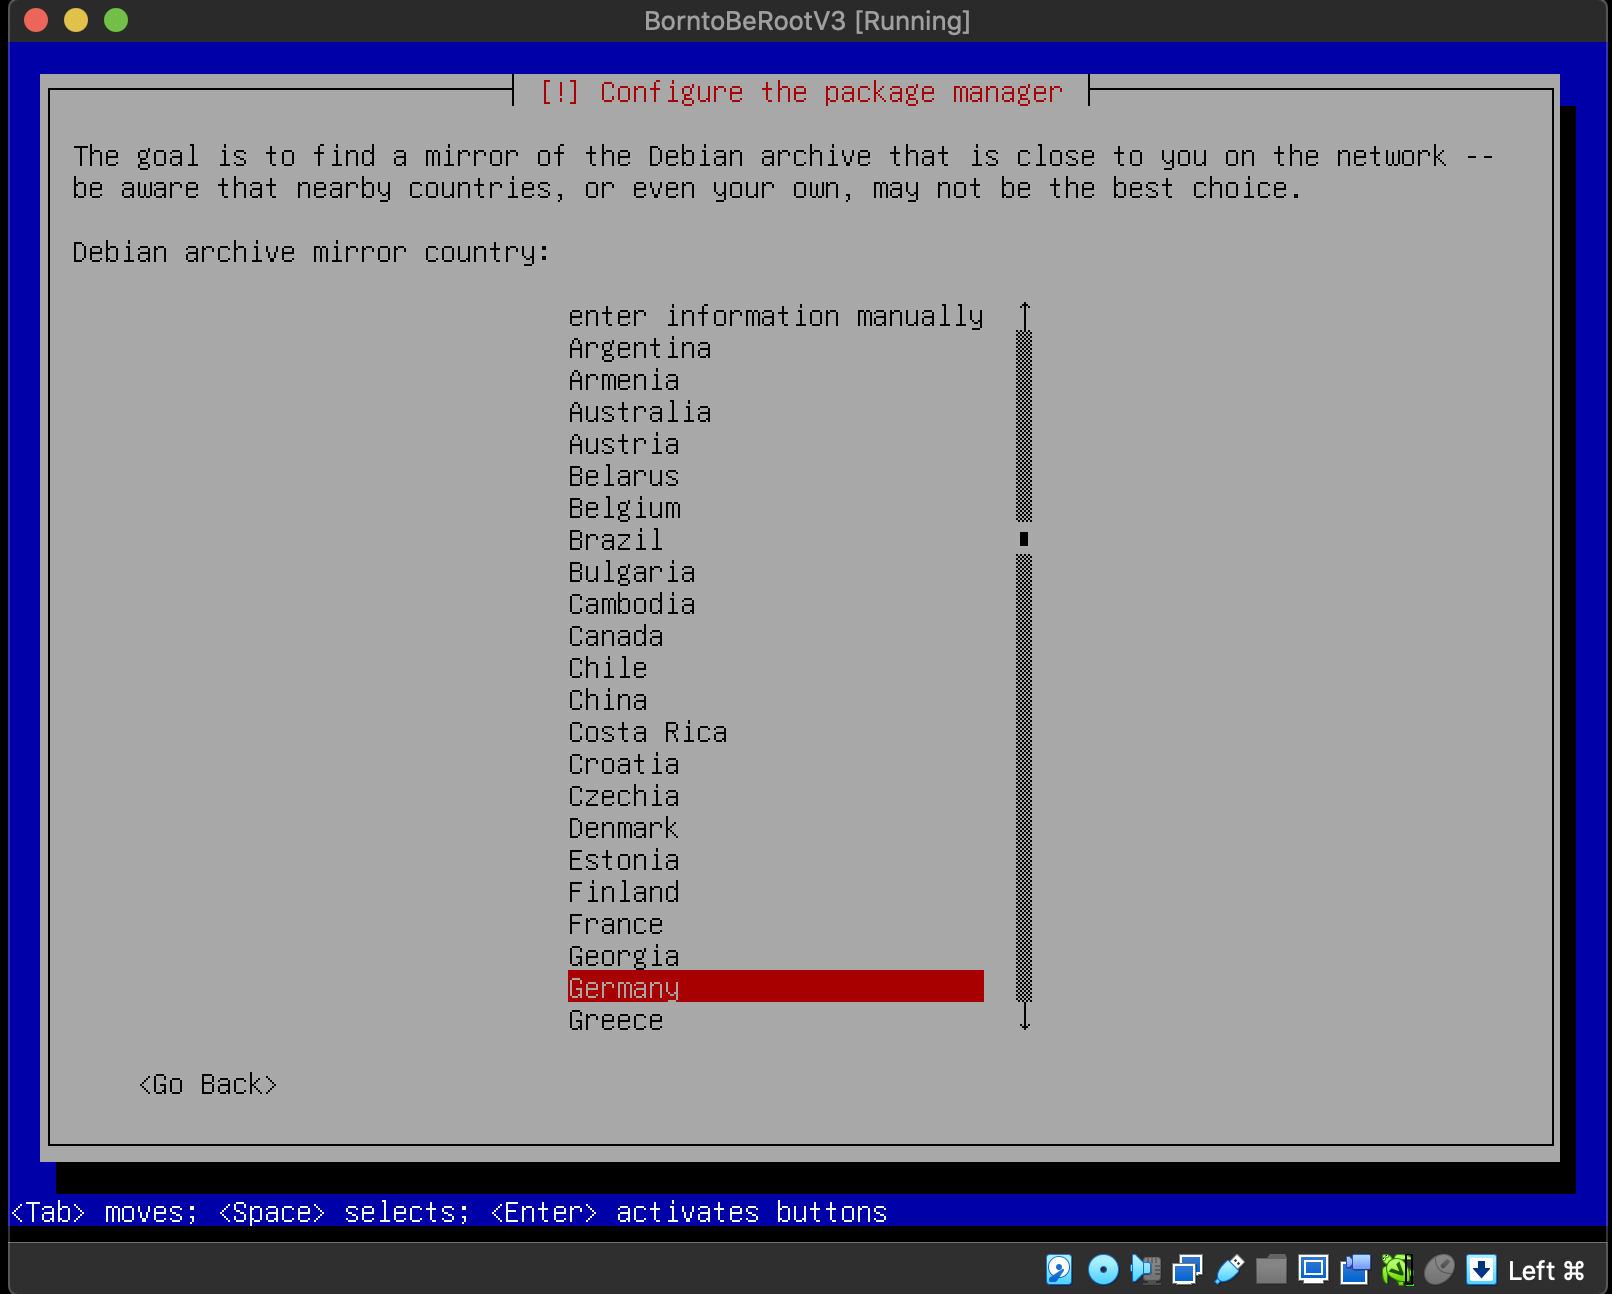 BorntoBeRootV3 [Running]
[!] Configure the package manager
The goal is to find a mirror of the Debian archive that is close to you on the network --
be aware that nearby countries, or even your own, may not be the best choice.
Debian archive mirror country:
enter information manually
Argentina
Armenia
Australia
Austria
Belarus
Belgium
Brazil
Bulgaria
Cambodia
Canada
Chile
China
Costa Rica
Croatia
Czechia
Denmark
Estonia
Finland
France
Georgia
Germany
Greece
<Go Back>
<Tab> moves; <Space> selects; <Enter> activates buttons
Left ⌘